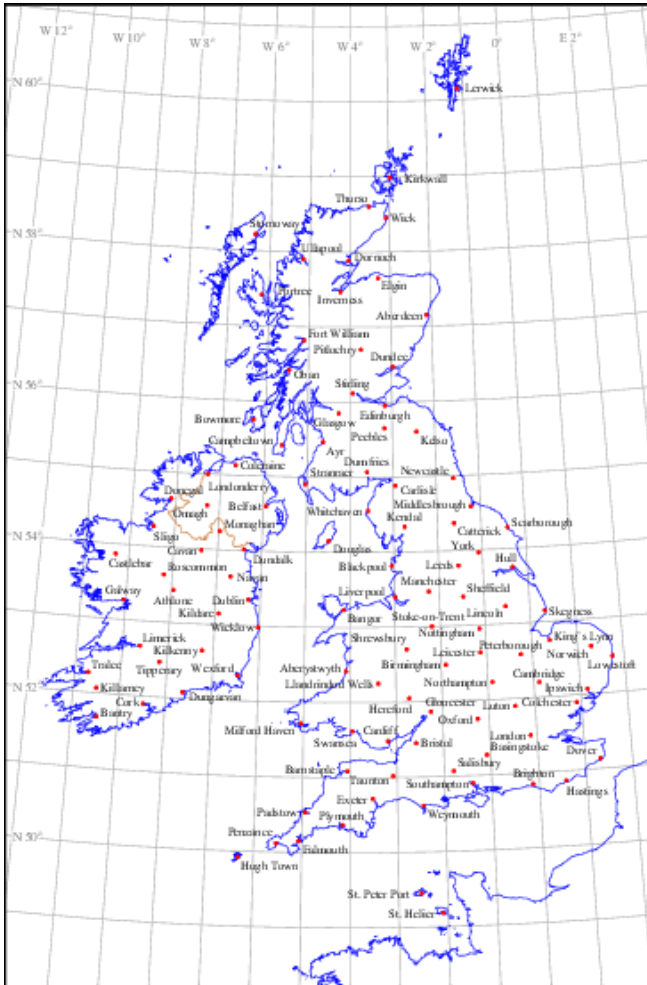 W 12° W 10° W 8° W 6° W 4° W 2° 0° E 2°
N 60°
Lerwick
Kirkwall
Thurso
Wick
N 58°
Stornoway
Ullapool
Dornoch
Elgin
Portree
Inverness
Aberdeen
Fort William
Pitlochry
Dundee
Oban
N 56°
Stirling
Bowmore
Glasgow
Edinburgh
Peebles
Campbeltown
Kelso
Ayr
Coleraine
Dumfries
Stranraer
Newcastle
Londonderry
Carlisle
Donegal
Omagh
Belfast
Whitehaven
Middlesbrough
Monaghan
Kendal
Catterick
Scarborough
N 54°
Sligo
Douglas
York
Cavan
Dundalk
Castlebar
Roscommon
Blackpool
Leeds
Hull
Navan
Manchester
Sheffield
Galway
Athlone
Dublin
Liverpool
Kildare
Bangor
Stoke-on-Trent
Lincoln
Skegness
Wicklow
Nottingham
Limerick
Shrewsbury
King's Lynn
Kilkenny
Leicester
Peterborough
Norwich
Tralee
Tipperary
Wexford
Aberystwyth
Birmingham
Lowestoft
Cambridge
Killarney
Llandrindod Wells
Northampton
Ipswich
N 52°
Cork
Dungarvan
Hereford
Gloucester
Luton
Colchester
Bantry
Oxford
Milford Haven
Cardiff
London
Swansea
Bristol
Basingstoke
Dover
Barnstaple
Salisbury
Taunton
Southampton
Brighton
Hastings
Exeter
Padstow
Plymouth
Weymouth
N 50°
Penzance
Falmouth
Hugh Town
St. Peter Port
St. Helier